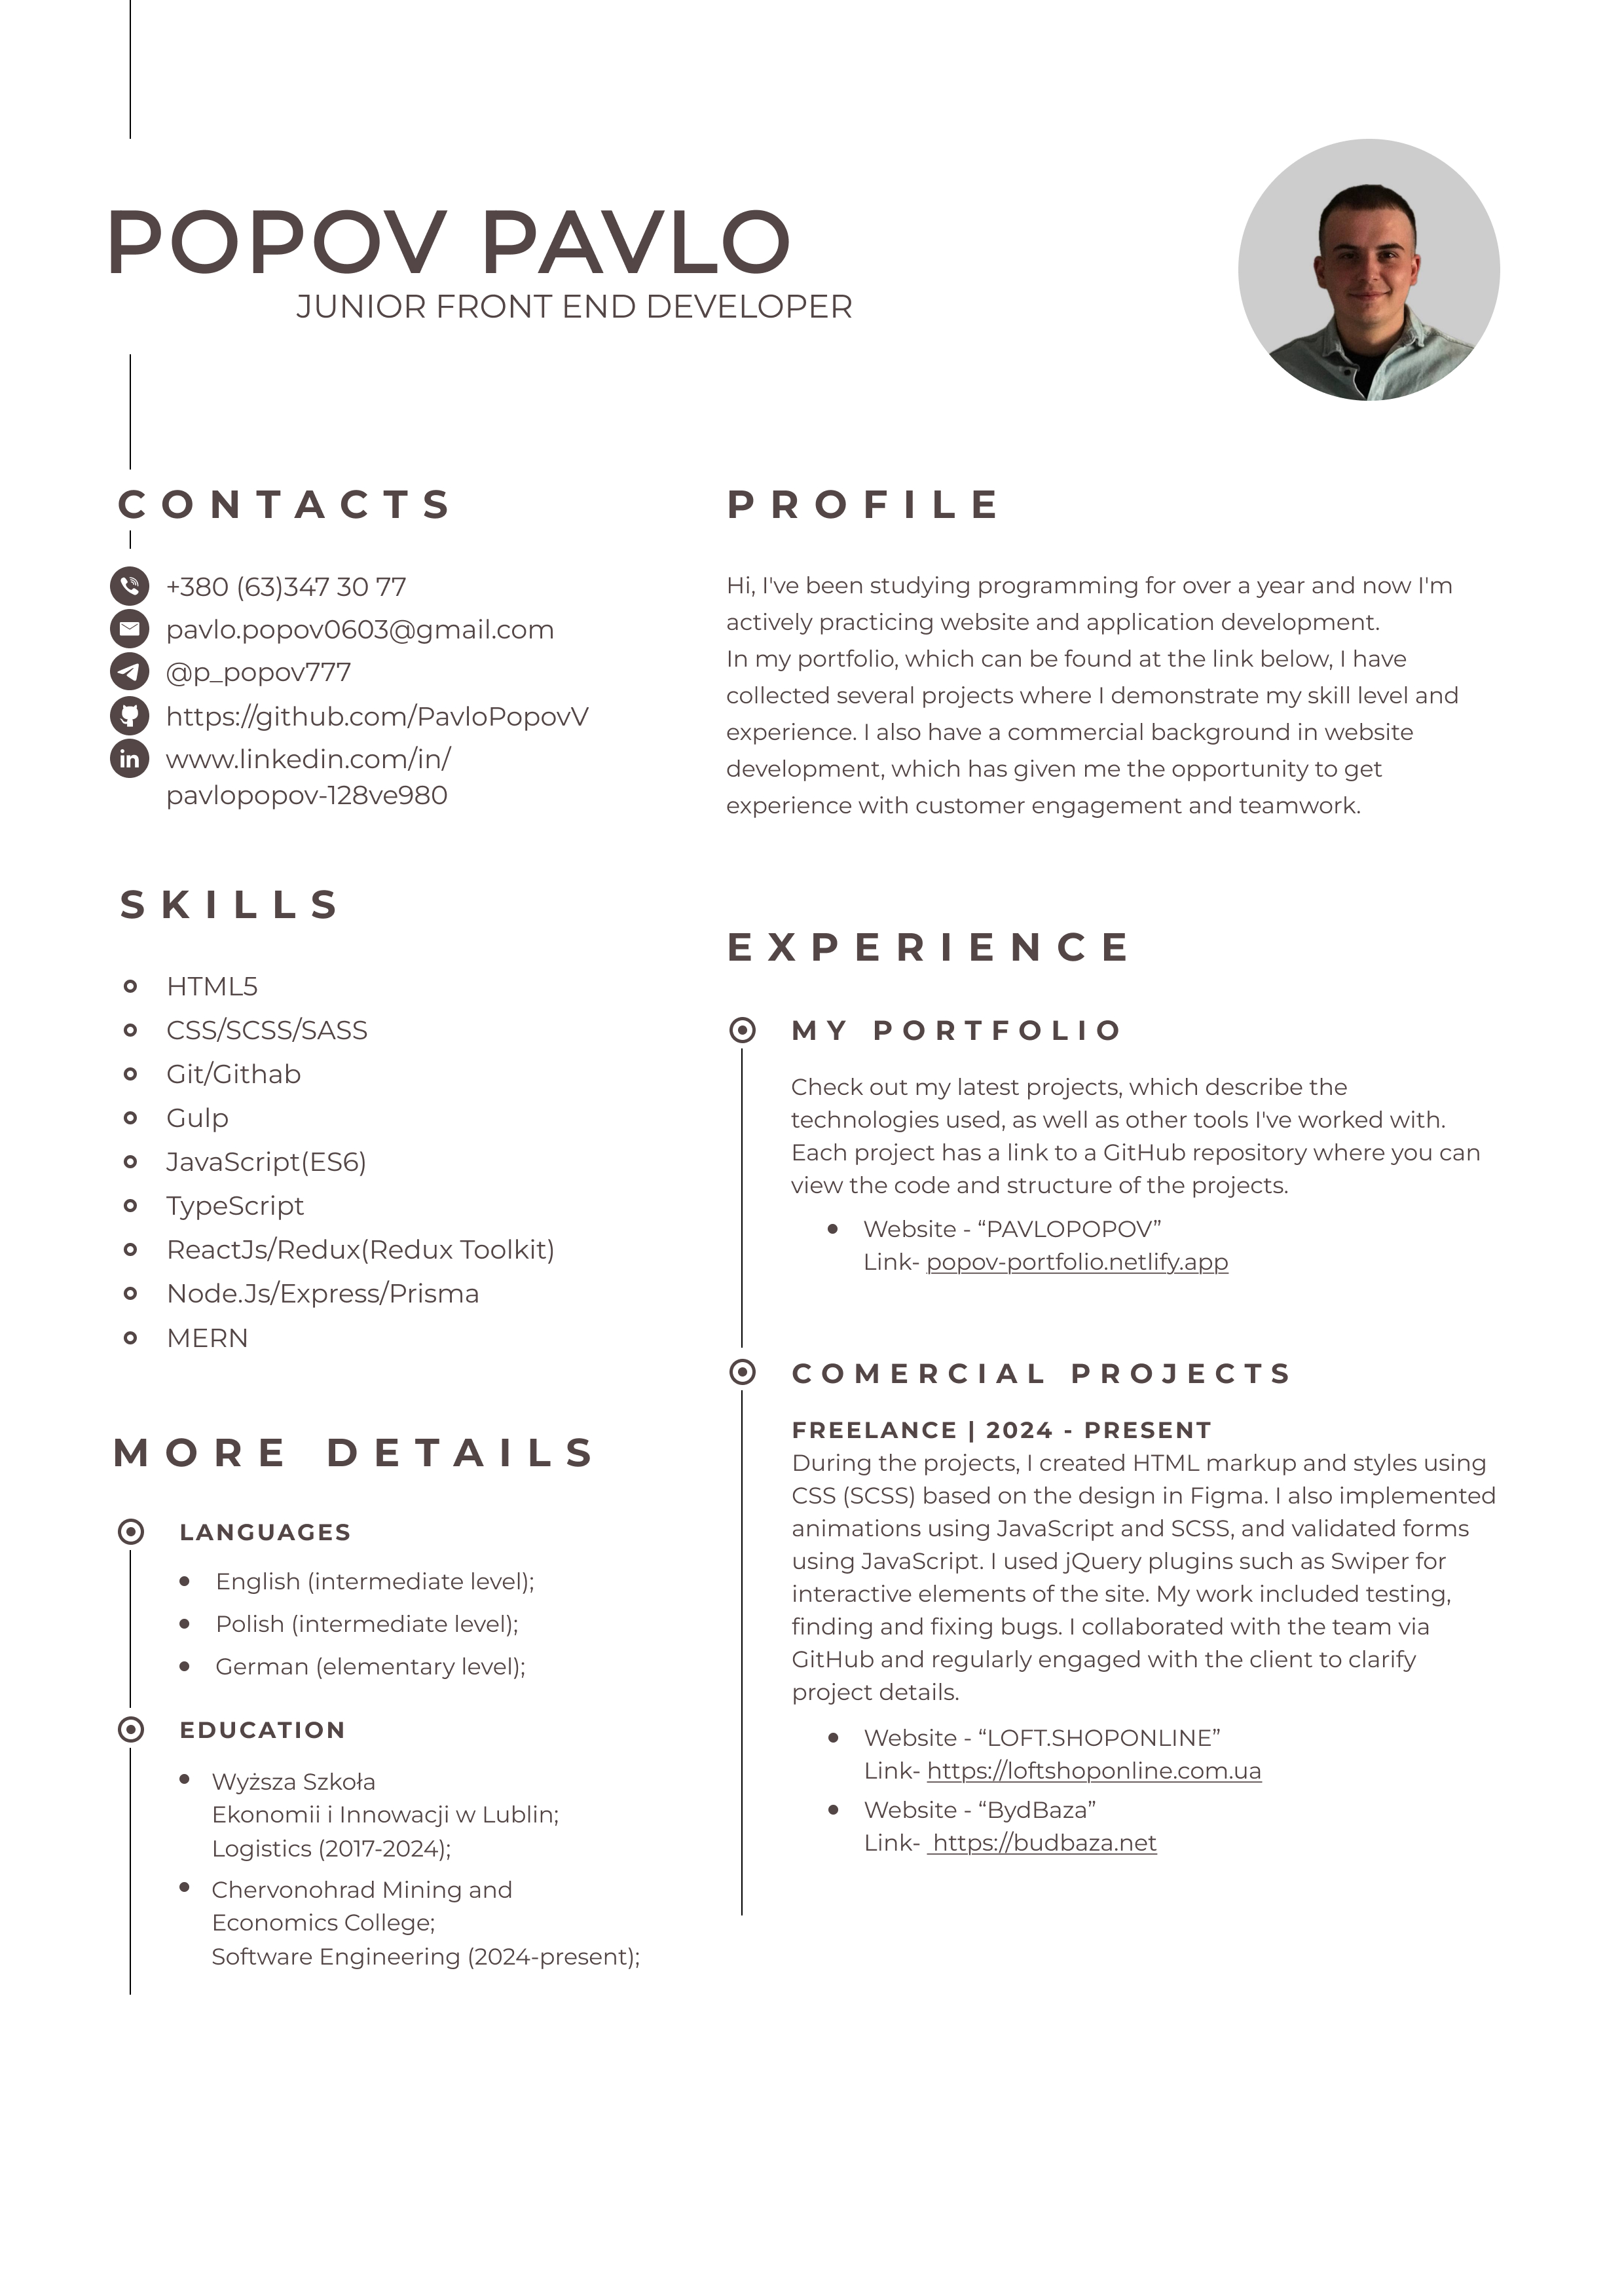 POPOV PAVLO
JUNIOR FRONT END DEVELOPER
CONTACTS
+380 (63)347 30 77
pavlo.popov0603@gmail.com
@p_popov777
https://github.com/PavloPopovV
www.linkedin.com/in/
pavlopopov-128ve980
SKILLS
HTML5
CSS/SCSS/SASS
Git/Githab
Gulp
JavaScript(ES6)
TypeScript
ReactJs/Redux(Redux Toolkit)
Node.Js/Express/Prisma
MERN
MORE DETAILS
LANGUAGES
English (intermediate level);
Polish (intermediate level);
German (elementary level);
EDUCATION
Wyższa Szkoła
Ekonomii i Innowacji w Lublin;
Logistics (2017-2024);
Chervonohrad Mining and
Economics College;
Software Engineering (2024-present);
PROFILE
Hi, I've been studying programming for over a year and now I'm
actively practicing website and application development.
In my portfolio, which can be found at the link below, I have
collected several projects where I demonstrate my skill level and
experience. I also have a commercial background in website
development, which has given me the opportunity to get
experience with customer engagement and teamwork.
EXPERIENCE
MY PORTFOLIO
Check out my latest projects, which describe the
technologies used, as well as other tools I've worked with.
Each project has a link to a GitHub repository where you can
view the code and structure of the projects.
Website - “PAVLOPOPOV”
Link- popov-portfolio.netlify.app
COMERCIAL PROJECTS
FREELANCE | 2024 - PRESENT
During the projects, I created HTML markup and styles using
CSS (SCSS) based on the design in Figma. I also implemented
animations using JavaScript and SCSS, and validated forms
using JavaScript. I used jQuery plugins such as Swiper for
interactive elements of the site. My work included testing,
finding and fixing bugs. I collaborated with the team via
GitHub and regularly engaged with the client to clarify
project details.
Website - “LOFT.SHOPONLINE”
Link- https://loftshoponline.com.ua
Website - “BydBaza”
Link- https://budbaza.net